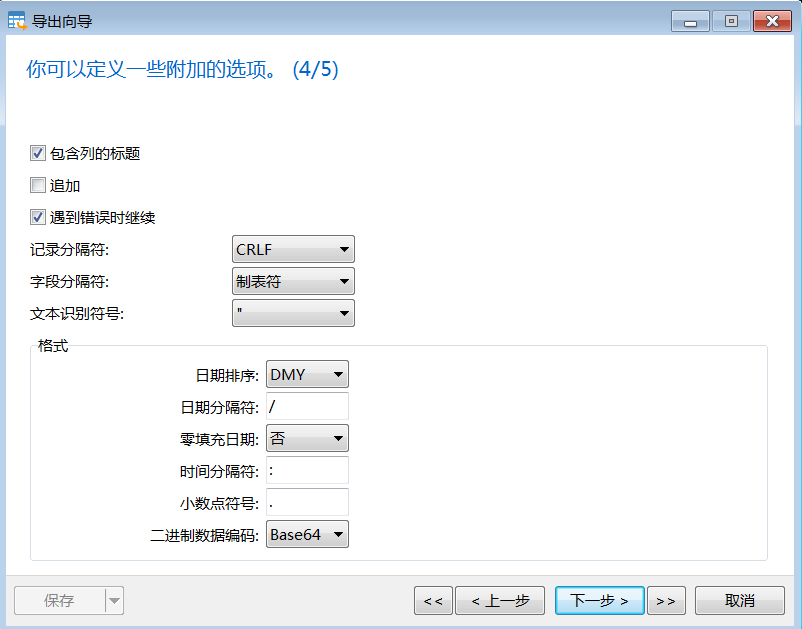 导出向导
你可以定义一些附加的选项。 (4/5)
包含列的标题
追加
遇到错误时继续
记录分隔符: CRLF
字段分隔符: 制表符
文本识别符号: "
格式
日期排序: DMY
日期分隔符: /
零填充日期: 否
时间分隔符: :
小数点符号: .
二进制数据编码: Base64
保存 << < 上一步 下一步 > >> 取消